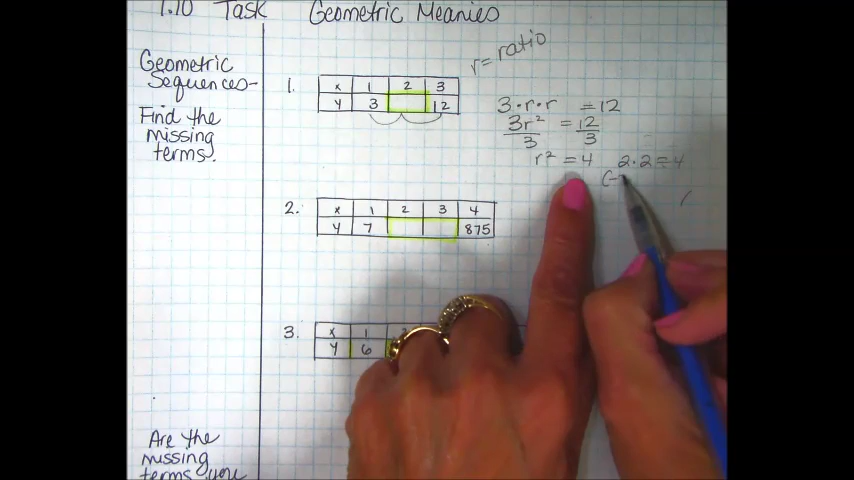 1.10 Task Geometric Meanies
Geometric
Sequences-
Find the
missing
terms.
r = ratio
1.
x 1 2 3
y 3 12
3·r·r = 12
3r² = 12
3 3
r² = 4 2·2=4
(-
2.
x 1 2 3 4
y 7 875
3.
x 1
y 6
Are the
missing
terms you